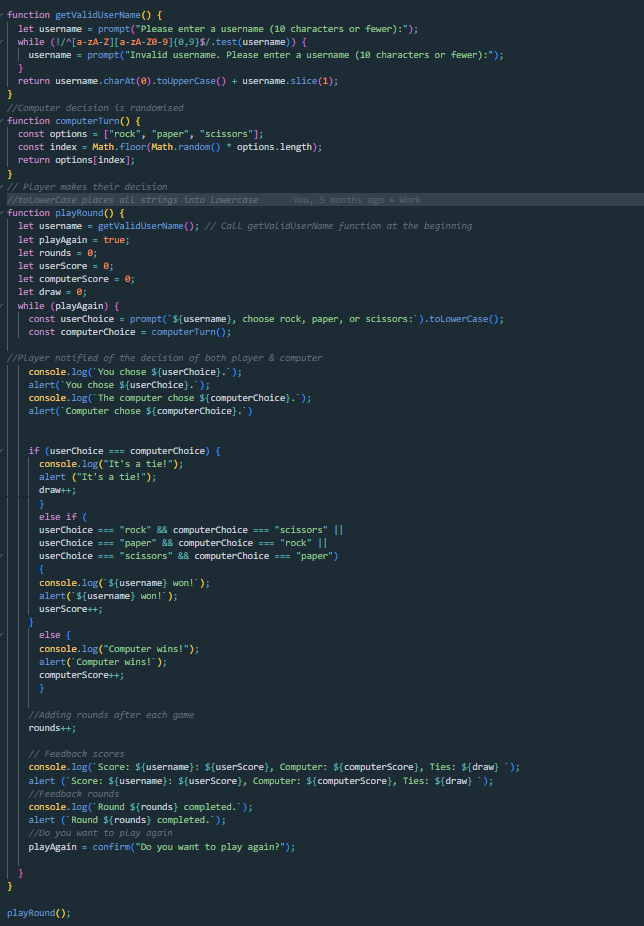 function getValidUserName() {
let username = prompt("Please enter a username (10 characters or fewer):");
while (!/^[a-zA-Z][a-zA-Z0-9]{0,9}$/.test(username)) {
username = prompt("Invalid username. Please enter a username (10 characters or fewer):");
}
return username.charAt(0).toUpperCase() + username.slice(1);
}
//Computer decision is randomised
function computerTurn() {
const options = ["rock", "paper", "scissors"];
const index = Math.floor(Math.random() * options.length);
return options[index];
}
// Player makes their decision
//toLowerCase places all strings into lowercase You, 5 months ago • Work
function playRound() {
let username = getValidUserName(); // Call getValidUserName function at the beginning
let playAgain = true;
let rounds = 0;
let userScore = 0;
let computerScore = 0;
let draw = 0;
while (playAgain) {
const userChoice = prompt(`${username}, choose rock, paper, or scissors:`).toLowerCase();
const computerChoice = computerTurn();
//Player notified of the decision of both player & computer
console.log(`You chose ${userChoice}.`);
alert(`You chose ${userChoice}.`);
console.log(`The computer chose ${computerChoice}.`);
alert(`Computer chose ${computerChoice}.`)
if (userChoice === computerChoice) {
console.log("It's a tie!");
alert ("It's a tie!");
draw++;
}
else if (
userChoice === "rock" && computerChoice === "scissors" ||
userChoice === "paper" && computerChoice === "rock" ||
userChoice === "scissors" && computerChoice === "paper")
{
console.log(`${username} won!`);
alert(`${username} won!`);
userScore++;
}
else {
console.log("Computer wins!");
alert(`Computer wins!`);
computerScore++;
}
//Adding rounds after each game
rounds++;
// Feedback scores
console.log(`Score: ${username}: ${userScore}, Computer: ${computerScore}, Ties: ${draw} `);
alert (`Score: ${username}: ${userScore}, Computer: ${computerScore}, Ties: ${draw} `);
//Feedback rounds
console.log(`Round ${rounds} completed.`);
alert (`Round ${rounds} completed.`);
//Do you want to play again
playAgain = confirm("Do you want to play again?");
}
}
playRound();